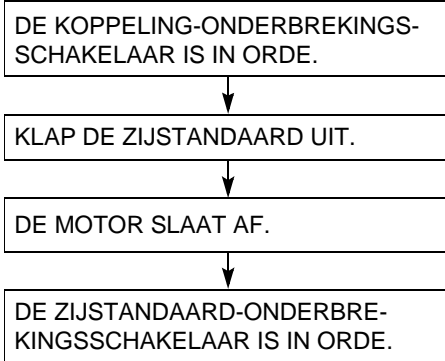 DE KOPPELING-ONDERBREKINGS-
SCHAKELAAR IS IN ORDE.
KLAP DE ZIJSTANDAARD UIT.
DE MOTOR SLAAT AF.
DE ZIJSTANDAARD-ONDERBRE-
KINGSSCHAKELAAR IS IN ORDE.